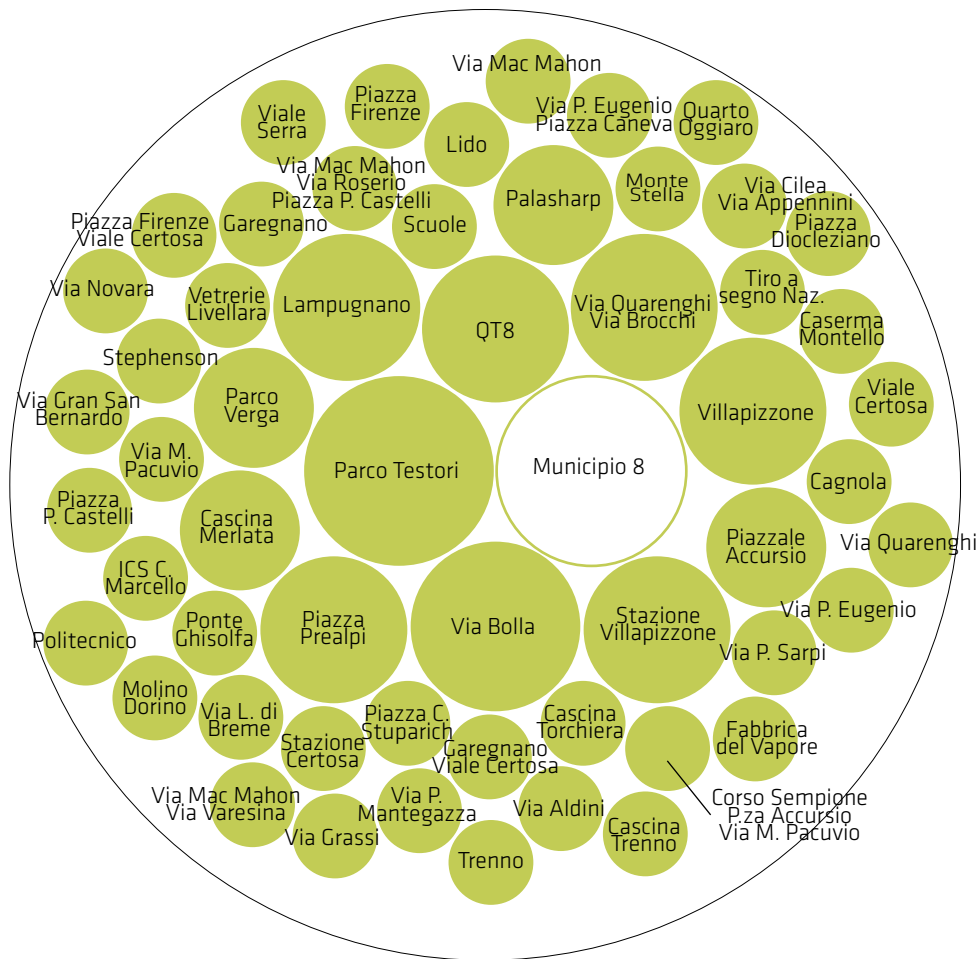 Via Mac Mahon
Piazza
Firenze
Viale
Serra
Via P. Eugenio
Piazza Caneva
Quarto
Oggiaro
Lido
Via Mac Mahon
Via Roserio
Piazza P. Castelli
Palasharp
Monte
Stella
Via Cilea
Via Appennini
Piazza Firenze
Viale Certosa
Garegnano
Scuole
Piazza
Diocleziano
Via Novara
Vetrerie
Livellara
Lampugnano
QT8
Via Quarenghi
Via Brocchi
Tiro a
segno Naz.
Caserma
Montello
Stephenson
Via Gran San
Bernardo
Parco
Verga
Villapizzone
Viale
Certosa
Via M.
Pacuvio
Parco Testori
Municipio 8
Cagnola
Piazza
P. Castelli
Cascina
Merlata
Piazzale
Accursio
Via Quarenghi
ICS C.
Marcello
Politecnico
Ponte
Ghisolfa
Piazza
Prealpi
Via Bolla
Stazione
Villapizzone
Via P. Eugenio
Via P. Sarpi
Molino
Dorino
Via L. di
Breme
Stazione
Certosa
Piazza C.
Stuparich
Garegnano
Viale Certosa
Cascina
Torchiera
Fabbrica
del Vapore
Via Mac Mahon
Via Varesina
Via Grassi
Via P.
Mantegazza
Trenno
Via Aldini
Cascina
Trenno
Corso Sempione
P.za Accursio
Via M. Pacuvio